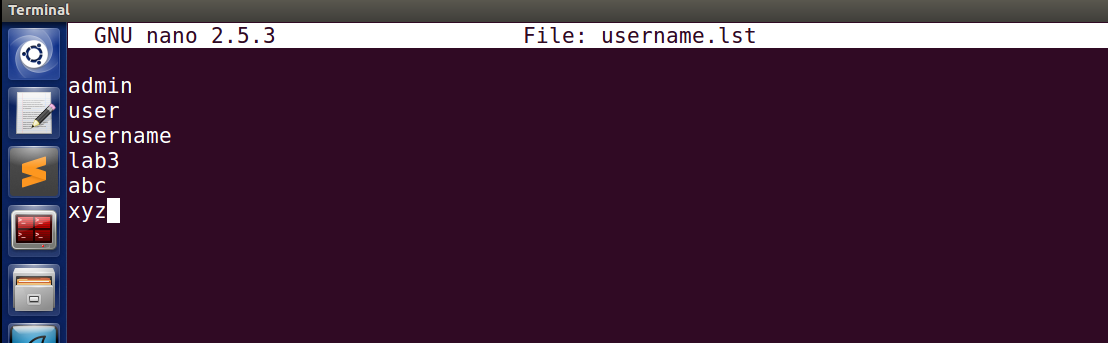 Terminal
GNU nano 2.5.3 File: username.lst
admin
user
username
lab3
abc
xyz